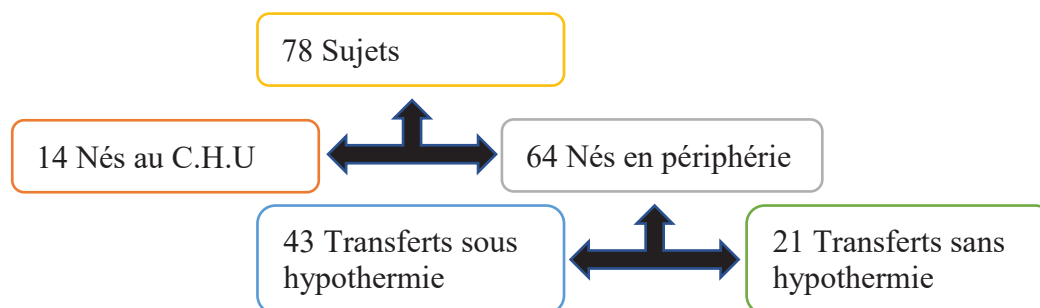 78 Sujets
14 Nés au C.H.U
64 Nés en périphérie
43 Transferts sous
hypothermie
21 Transferts sans
hypothermie